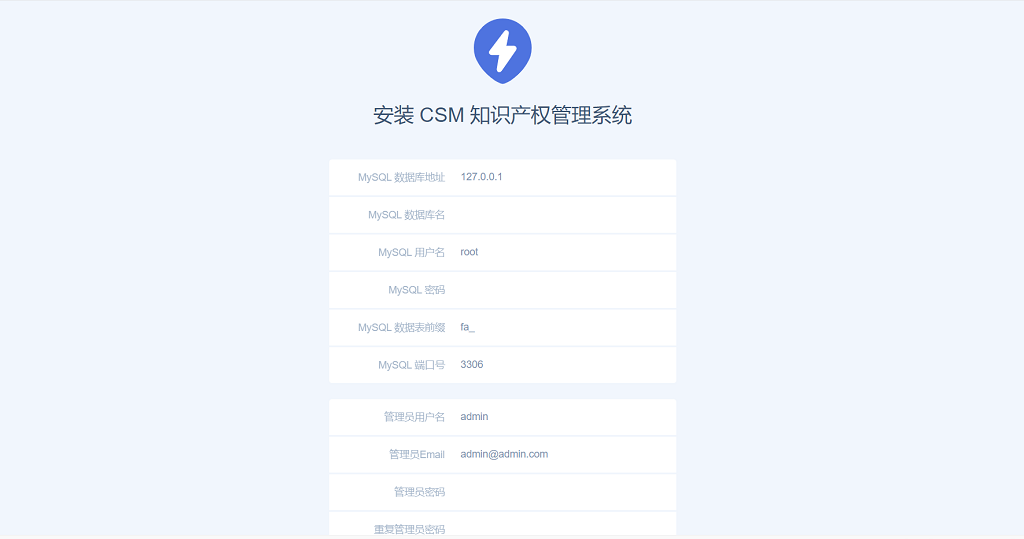 安装 CSM 知识产权管理系统
MySQL 数据库地址 127.0.0.1
MySQL 数据库名
MySQL 用户名 root
MySQL 密码
MySQL 数据表前缀 fa_
MySQL 端口号 3306
管理员用户名 admin
管理员Email admin@admin.com
管理员密码
重复管理员密码